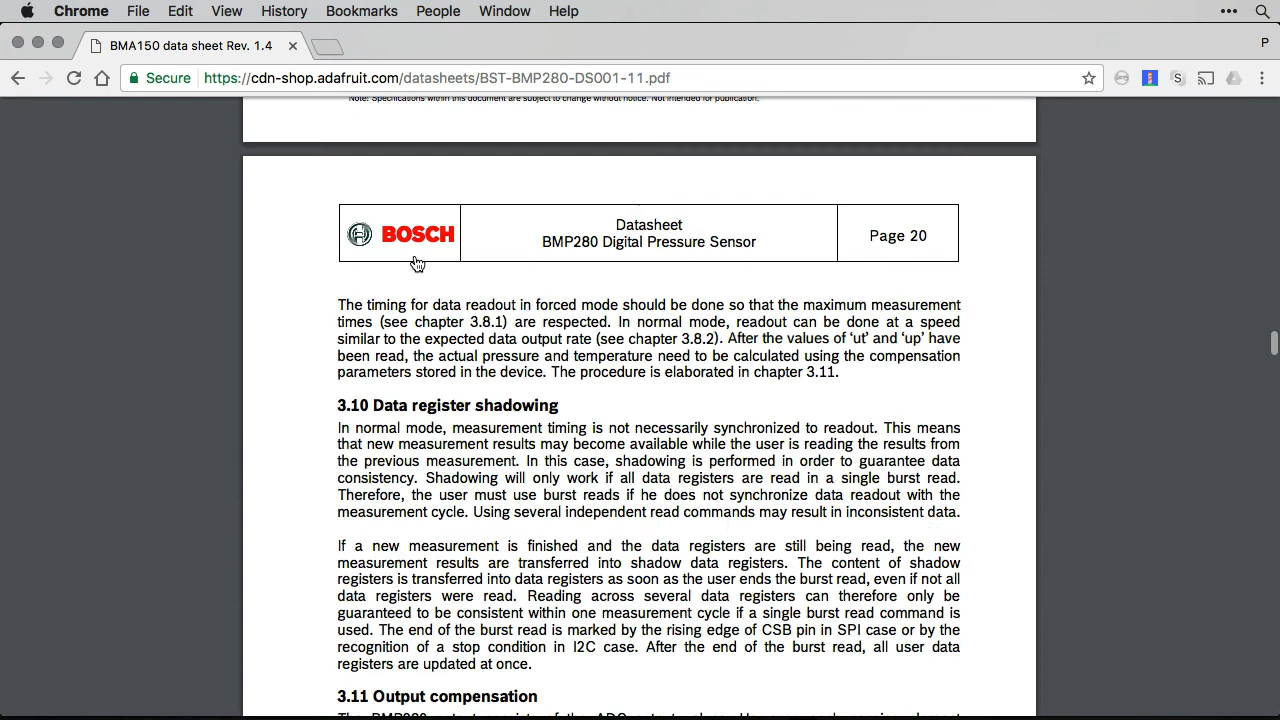 Chrome File Edit View History Bookmarks People Window Help
BMA150 data sheet Rev. 1.4
P
Secure https://cdn-shop.adafruit.com/datasheets/BST-BMP280-DS001-11.pdf
Note: Specifications within this document are subject to change without notice. Not intended for publication.
BOSCH
Datasheet
BMP280 Digital Pressure Sensor
Page 20
The timing for data readout in forced mode should be done so that the maximum measurement
times (see chapter 3.8.1) are respected. In normal mode, readout can be done at a speed
similar to the expected data output rate (see chapter 3.8.2). After the values of ‘ut’ and ‘up’ have
been read, the actual pressure and temperature need to be calculated using the compensation
parameters stored in the device. The procedure is elaborated in chapter 3.11.
3.10 Data register shadowing
In normal mode, measurement timing is not necessarily synchronized to readout. This means
that new measurement results may become available while the user is reading the results from
the previous measurement. In this case, shadowing is performed in order to guarantee data
consistency. Shadowing will only work if all data registers are read in a single burst read.
Therefore, the user must use burst reads if he does not synchronize data readout with the
measurement cycle. Using several independent read commands may result in inconsistent data.
If a new measurement is finished and the data registers are still being read, the new
measurement results are transferred into shadow data registers. The content of shadow
registers is transferred into data registers as soon as the user ends the burst read, even if not all
data registers were read. Reading across several data registers can therefore only be
guaranteed to be consistent within one measurement cycle if a single burst read command is
used. The end of the burst read is marked by the rising edge of CSB pin in SPI case or by the
recognition of a stop condition in I2C case. After the end of the burst read, all user data
registers are updated at once.
3.11 Output compensation